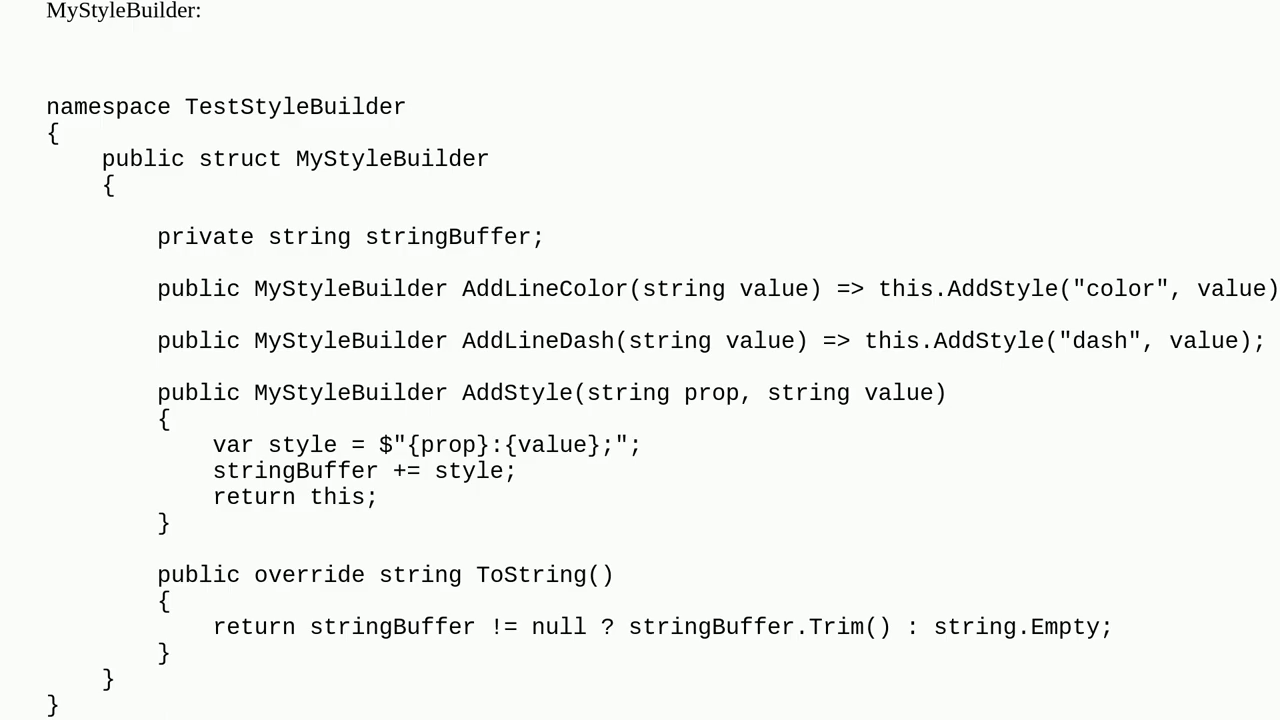 MyStyleBuilder:
namespace TestStyleBuilder
{
    public struct MyStyleBuilder
    {
        private string stringBuffer;
        public MyStyleBuilder AddLineColor(string value) => this.AddStyle("color", value)
        public MyStyleBuilder AddLineDash(string value) => this.AddStyle("dash", value);
        public MyStyleBuilder AddStyle(string prop, string value)
        {
            var style = $"{prop}:{value};";
            stringBuffer += style;
            return this;
        }
        public override string ToString()
        {
            return stringBuffer != null ? stringBuffer.Trim() : string.Empty;
        }
    }
}